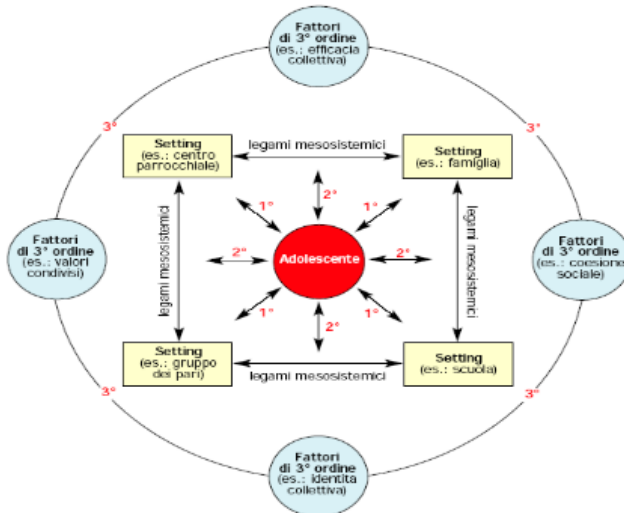 Fattori
di 3° ordine
(es.: efficacia
collettiva)
3°
3°
Setting
(es.: centro
parrocchiale)
legami mesosistemici
Setting
(es.: famiglia)
2°
1°
1°
Fattori
di 3° ordine
(es.: valori
condivisi)
legami mesosistemici
2°
Adolescente
2°
legami mesosistemici
Fattori
di 3° ordine
(es.: coesione
sociale)
1°
2°
1°
Setting
(es.: gruppo
dei pari)
legami mesosistemici
Setting
(es.: scuola)
3°
3°
Fattori
di 3° ordine
(es.: identita
collettiva)